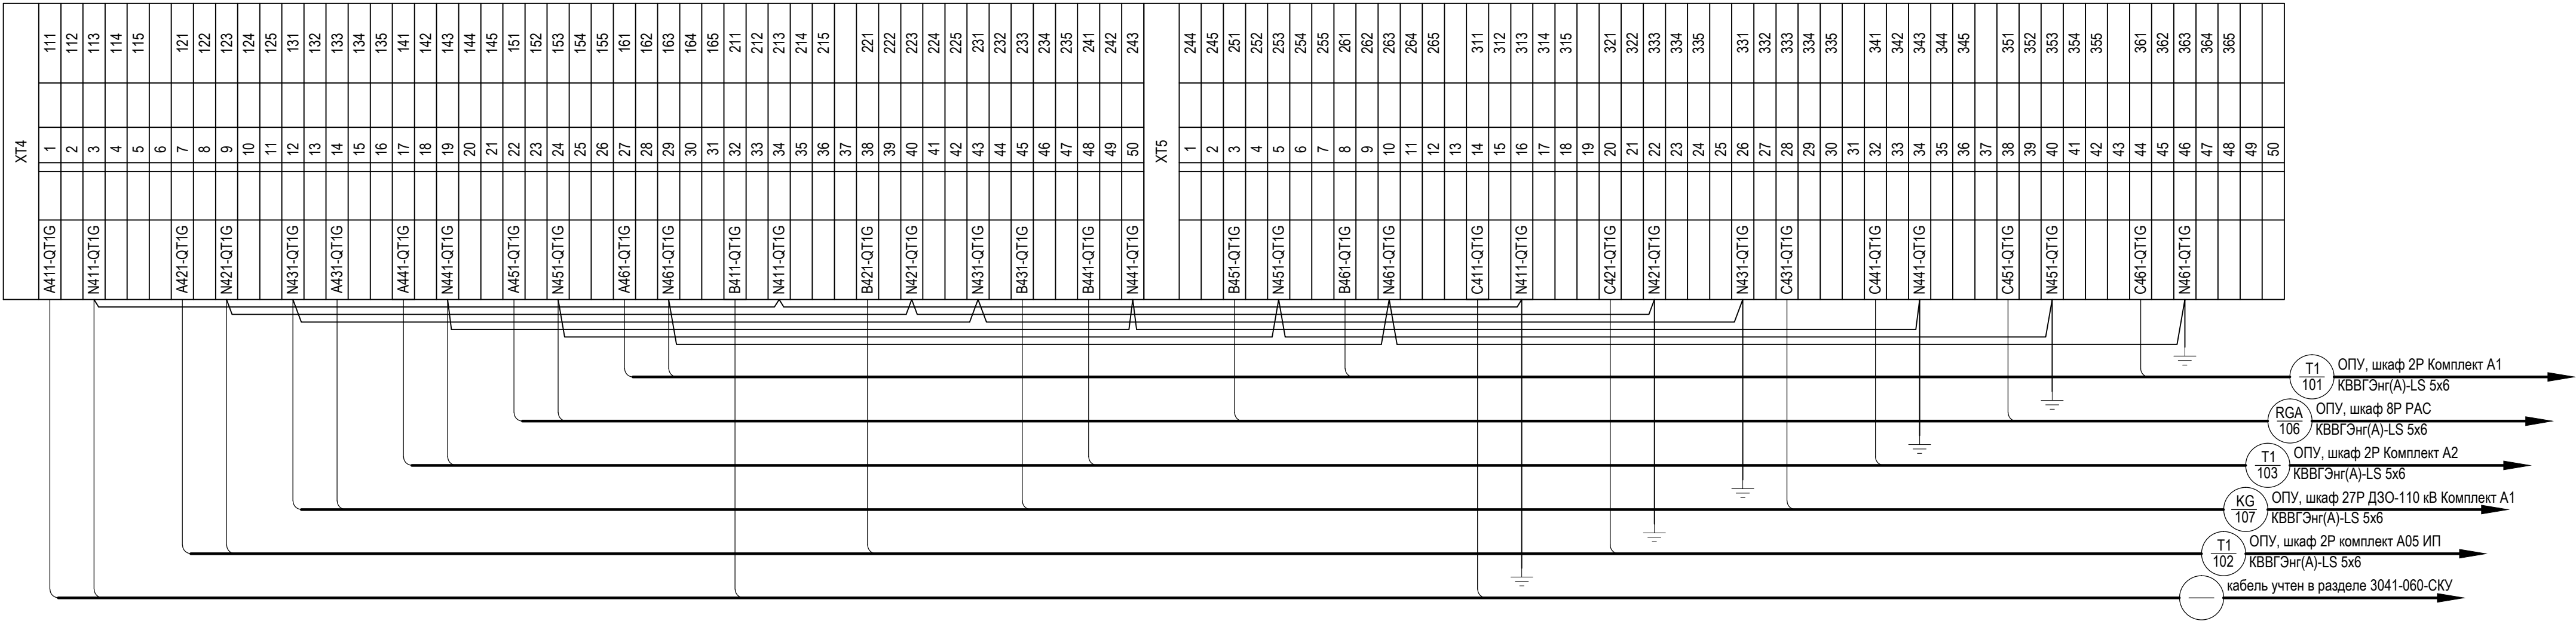 XT4
111 112 113 114 115 121 122 123 124 125 131 132 133 134 135 141 142 143 144 145 151 152 153 154 155 161 162 163 164 165 211 212 213 214 215 221 222 223 224 225 231 232 233 234 235 241 242 243
1 2 3 4 5 6 7 8 9 10 11 12 13 14 15 16 17 18 19 20 21 22 23 24 25 26 27 28 29 30 31 32 33 34 35 36 37 38 39 40 41 42 43 44 45 46 47 48 49 50
A411-QT1G N411-QT1G A421-QT1G N421-QT1G N431-QT1G A431-QT1G A441-QT1G N441-QT1G A451-QT1G N451-QT1G A461-QT1G N461-QT1G B411-QT1G N411-QT1G B421-QT1G N421-QT1G N431-QT1G B431-QT1G B441-QT1G N441-QT1G
XT5
244 245 251 252 253 254 255 261 262 263 264 265 311 312 313 314 315 321 322 333 334 335 331 332 333 334 335 341 342 343 344 345 351 352 353 354 355 361 362 363 364 365
1 2 3 4 5 6 7 8 9 10 11 12 13 14 15 16 17 18 19 20 21 22 23 24 25 26 27 28 29 30 31 32 33 34 35 36 37 38 39 40 41 42 43 44 45 46 47 48 49 50
B451-QT1G N451-QT1G B461-QT1G N461-QT1G C411-QT1G N411-QT1G C421-QT1G N421-QT1G N431-QT1G C431-QT1G C441-QT1G N441-QT1G C451-QT1G N451-QT1G C461-QT1G N461-QT1G
T1
101
ОПУ, шкаф 2Р Комплект А1
КВВГЭнг(А)-LS 5х6
RGA
106
ОПУ, шкаф 8Р РАС
КВВГЭнг(А)-LS 5х6
T1
103
ОПУ, шкаф 2Р Комплект А2
КВВГЭнг(А)-LS 5х6
KG
107
ОПУ, шкаф 27Р ДЗО-110 кВ Комплект А1
КВВГЭнг(А)-LS 5х6
T1
102
ОПУ, шкаф 2Р комплект А05 ИП
КВВГЭнг(А)-LS 5х6
кабель учтен в разделе 3041-060-СКУ